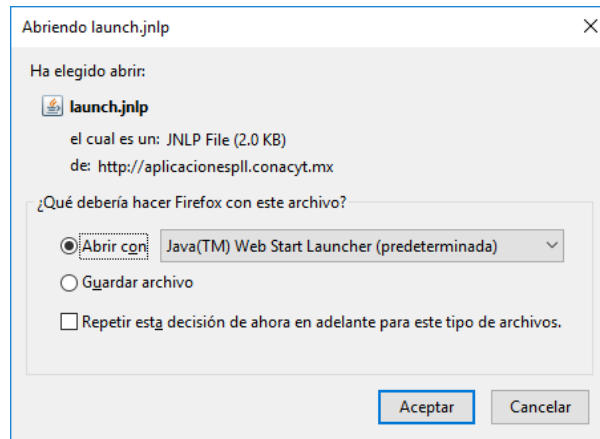 Abriendo launch.jnlp
Ha elegido abrir:
launch.jnlp
el cual es un: JNLP File (2.0 KB)
de: http://aplicacionespll.conacyt.mx
¿Qué debería hacer Firefox con este archivo?
Abrir con Java(TM) Web Start Launcher (predeterminada)
Guardar archivo
Repetir esta decisión de ahora en adelante para este tipo de archivos.
Aceptar Cancelar